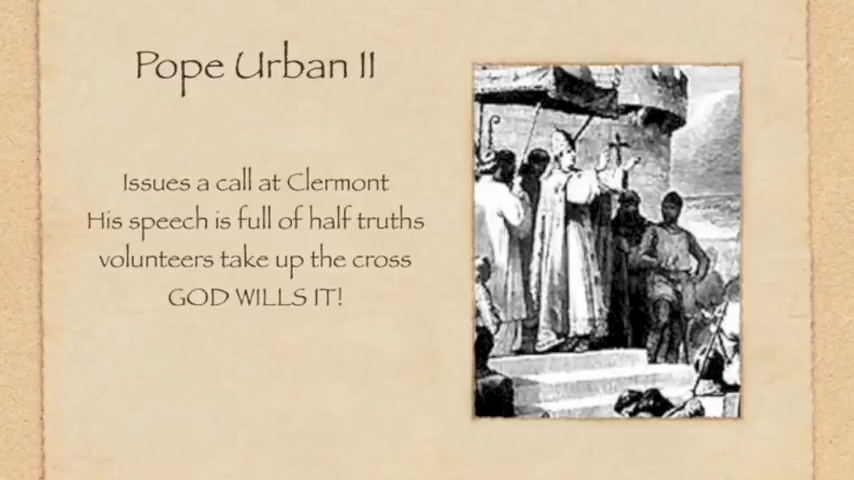 Pope Urban II
Issues a call at Clermont
His speech is full of half truths
volunteers take up the cross
GOD WILLS IT!